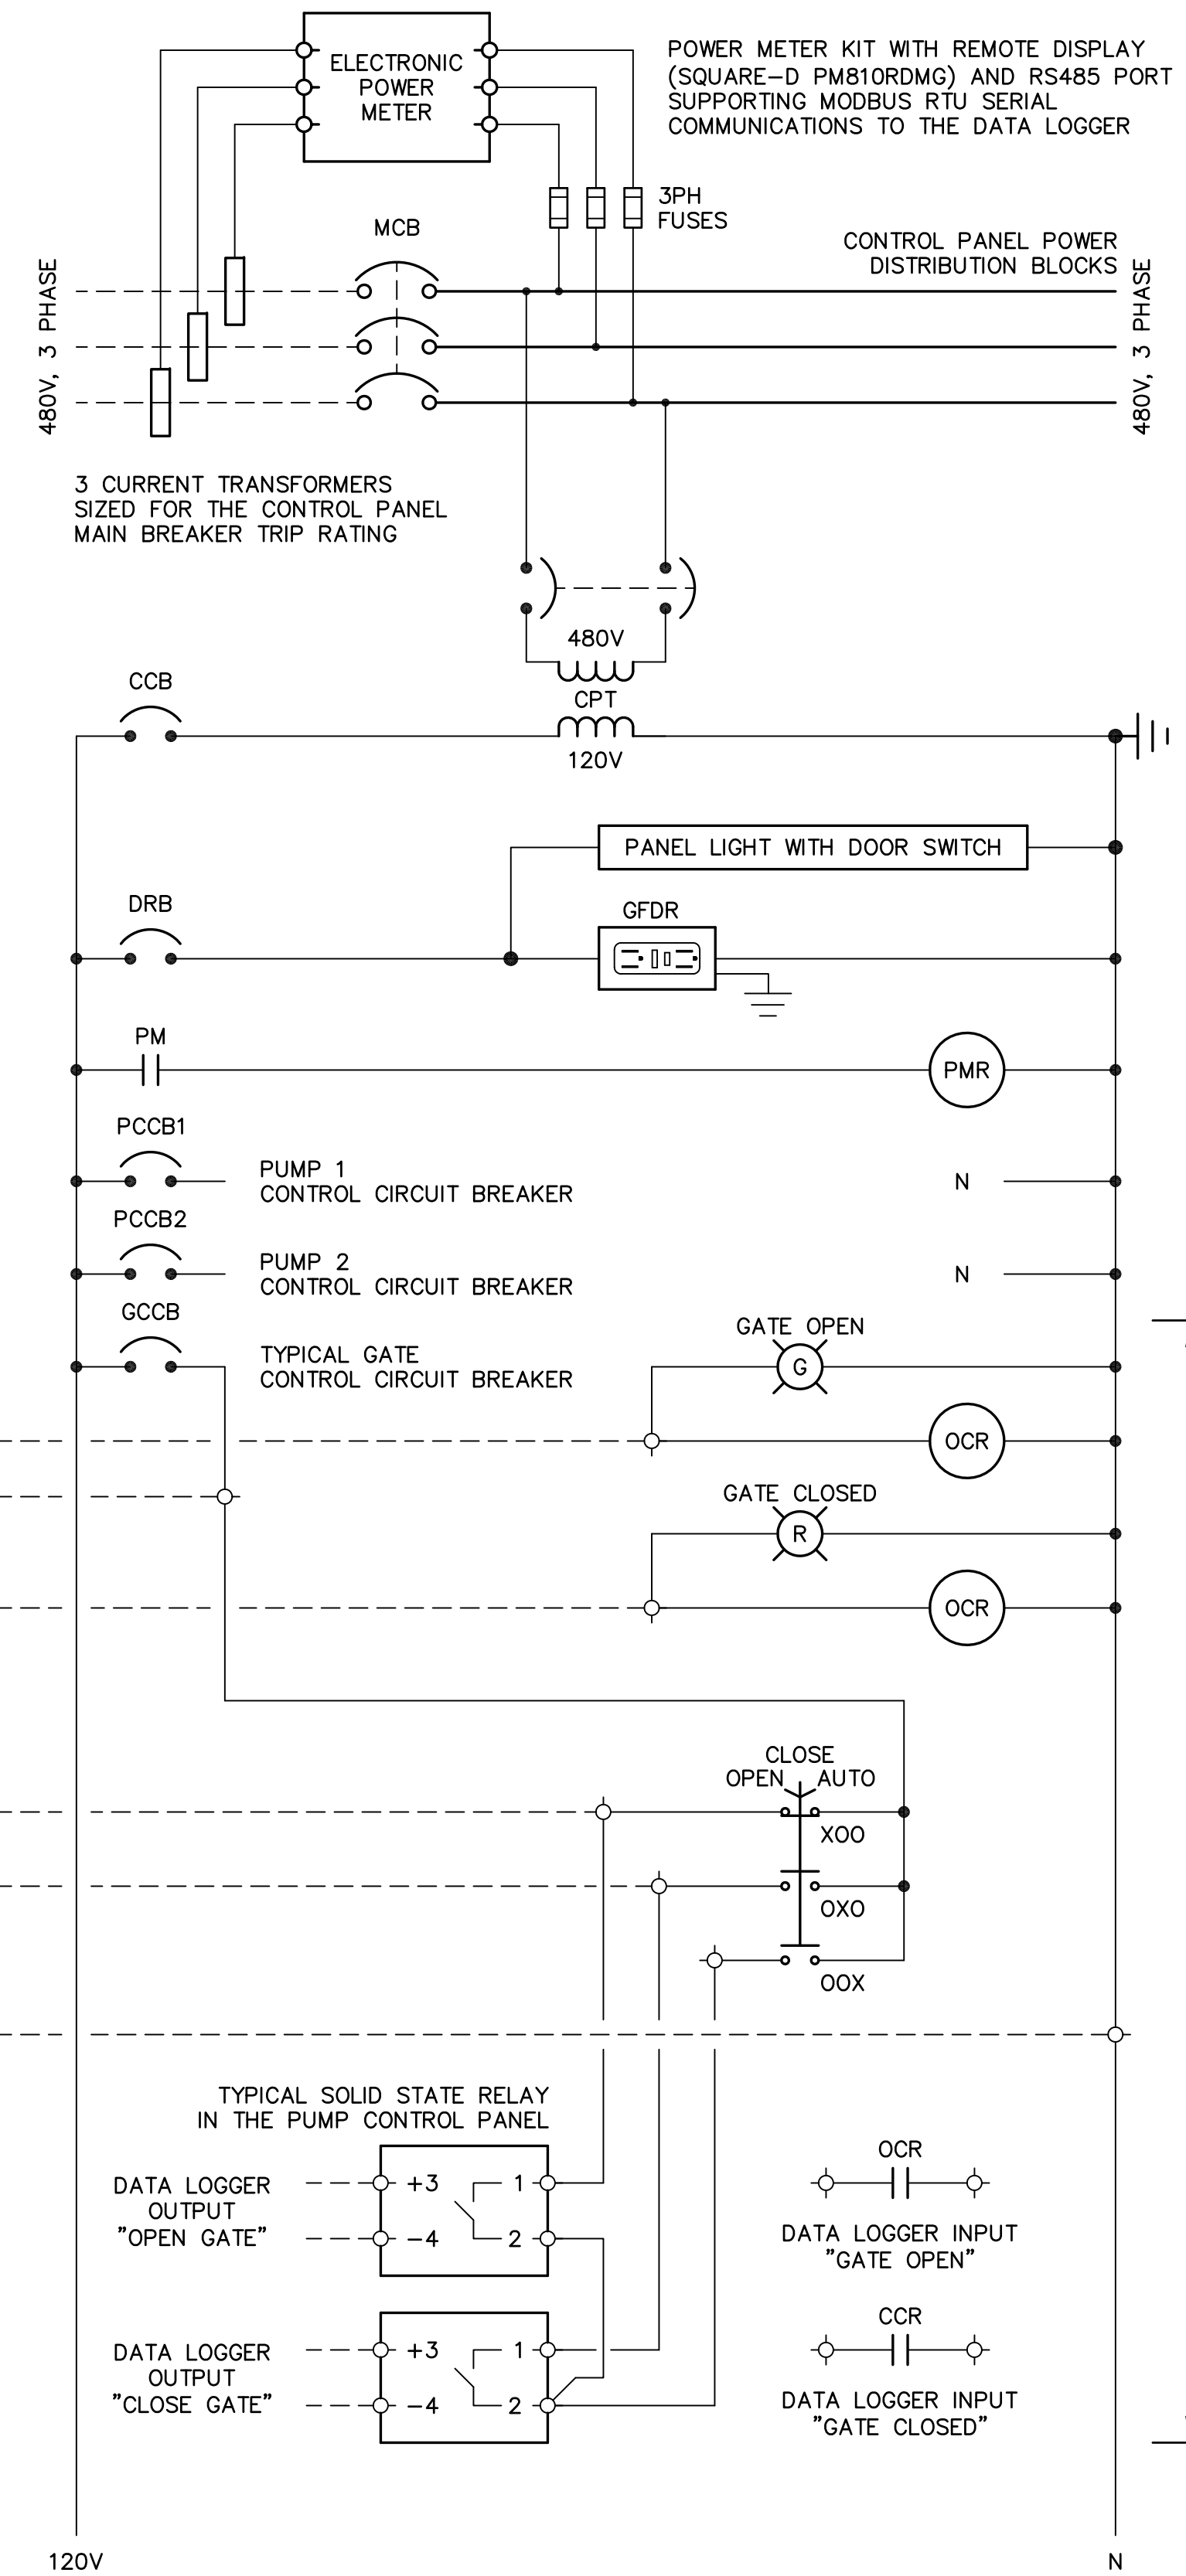 ELECTRONIC
POWER
METER
POWER METER KIT WITH REMOTE DISPLAY
(SQUARE-D PM810RDMG) AND RS485 PORT
SUPPORTING MODBUS RTU SERIAL
COMMUNICATIONS TO THE DATA LOGGER
3PH
FUSES
MCB
CONTROL PANEL POWER
DISTRIBUTION BLOCKS
480V, 3 PHASE
480V, 3 PHASE
3 CURRENT TRANSFORMERS
SIZED FOR THE CONTROL PANEL
MAIN BREAKER TRIP RATING
480V
CPT
120V
CCB
PANEL LIGHT WITH DOOR SWITCH
DRB
GFDR
PM
PMR
PCCB1
PUMP 1
CONTROL CIRCUIT BREAKER
N
PCCB2
PUMP 2
CONTROL CIRCUIT BREAKER
N
GCCB
TYPICAL GATE
CONTROL CIRCUIT BREAKER
GATE OPEN
G
OCR
GATE CLOSED
R
OCR
CLOSE
OPEN AUTO
XOO
OXO
OOX
TYPICAL SOLID STATE RELAY
IN THE PUMP CONTROL PANEL
DATA LOGGER
OUTPUT
"OPEN GATE"
+3 1
-4 2
OCR
DATA LOGGER INPUT
"GATE OPEN"
DATA LOGGER
OUTPUT
"CLOSE GATE"
+3 1
-4 2
CCR
DATA LOGGER INPUT
"GATE CLOSED"
120V
N